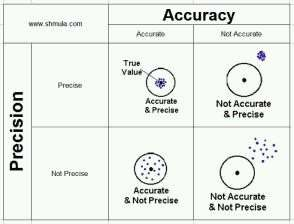 www.shmula.com
Accuracy
Accurate
Not Accurate
Precision
Precise
True
Value
Accurate
& Precise
Not Accurate
& Precise
Not Precise
Accurate
& Not Precise
Not Accurate
& Not Precise